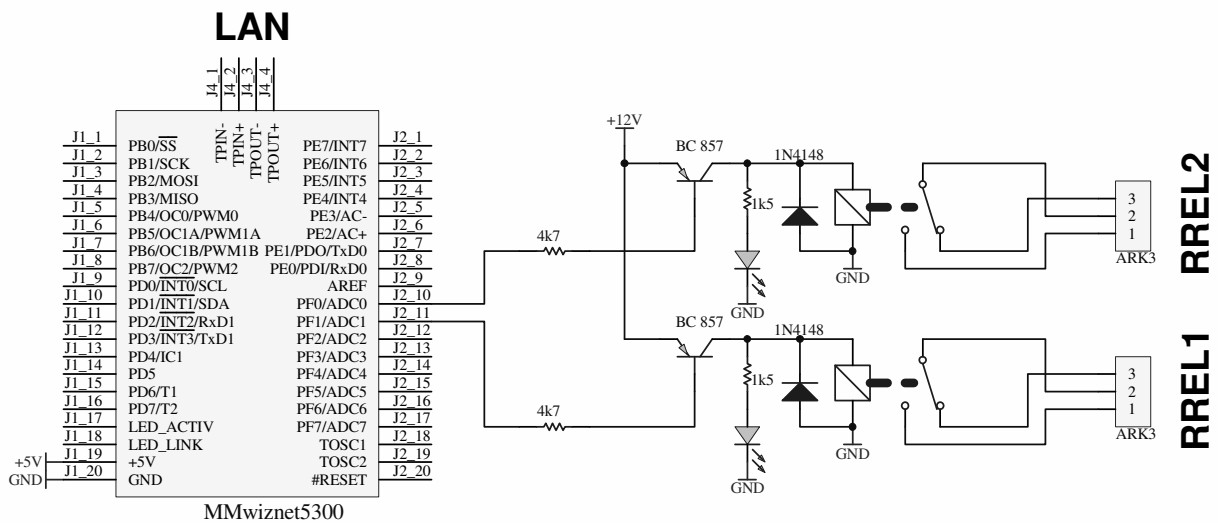 LAN
J4_1
J4_2
J4_3
J4_4
TPIN-
TPIN+
TPOUT-
TPOUT+
J1_1 PB0/SS PE7/INT7 J2_1
J1_2 PB1/SCK PE6/INT6 J2_2
J1_3 PB2/MOSI PE5/INT5 J2_3
J1_4 PB3/MISO PE4/INT4 J2_4
J1_5 PB4/OC0/PWM0 PE3/AC- J2_5
J1_6 PB5/OC1A/PWM1A PE2/AC+ J2_6
J1_7 PB6/OC1B/PWM1B PE1/PDO/TxD0 J2_7
J1_8 PB7/OC2/PWM2 PE0/PDI/RxD0 J2_8
J1_9 PD0/INT0/SCL AREF J2_9
J1_10 PD1/INT1/SDA PF0/ADC0 J2_10
J1_11 PD2/INT2/RxD1 PF1/ADC1 J2_11
J1_12 PD3/INT3/TxD1 PF2/ADC2 J2_12
J1_13 PD4/IC1 PF3/ADC3 J2_13
J1_14 PD5 PF4/ADC4 J2_14
J1_15 PD6/T1 PF5/ADC5 J2_15
J1_16 PD7/T2 PF6/ADC6 J2_16
J1_17 LED_ACTIV PF7/ADC7 J2_17
J1_18 LED_LINK TOSC1 J2_18
+5V J1_19 +5V TOSC2 J2_19
GND J1_20 GND #RESET J2_20
MMwiznet5300
+12V
BC 857
1N4148
1k5
4k7
GND
GND
3
2
1
ARK3
RREL2
BC 857
1N4148
1k5
4k7
GND
GND
3
2
1
ARK3
RREL1